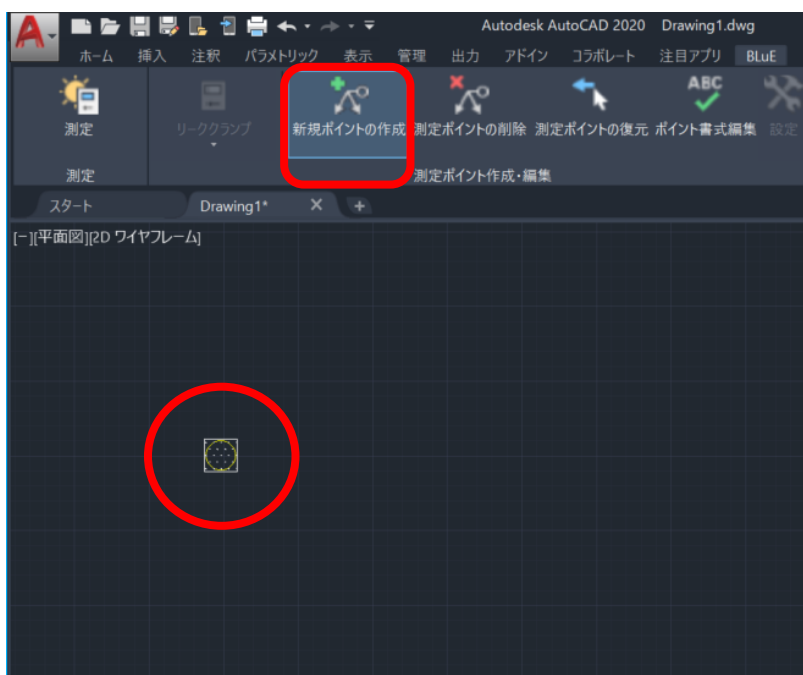 Autodesk AutoCAD 2020 Drawing1.dwg
ホーム 挿入 注釈 パラメトリック 表示 管理 出力 アドイン コラボレート 注目アプリ BLuE
ABC
測定 リーククランプ 新規ポイントの作成 測定ポイントの削除 測定ポイントの復元 ポイント書式編集 設定
測定 測定ポイント作成・編集
スタート Drawing1* × +
[−][平面図][2D ワイヤフレーム]